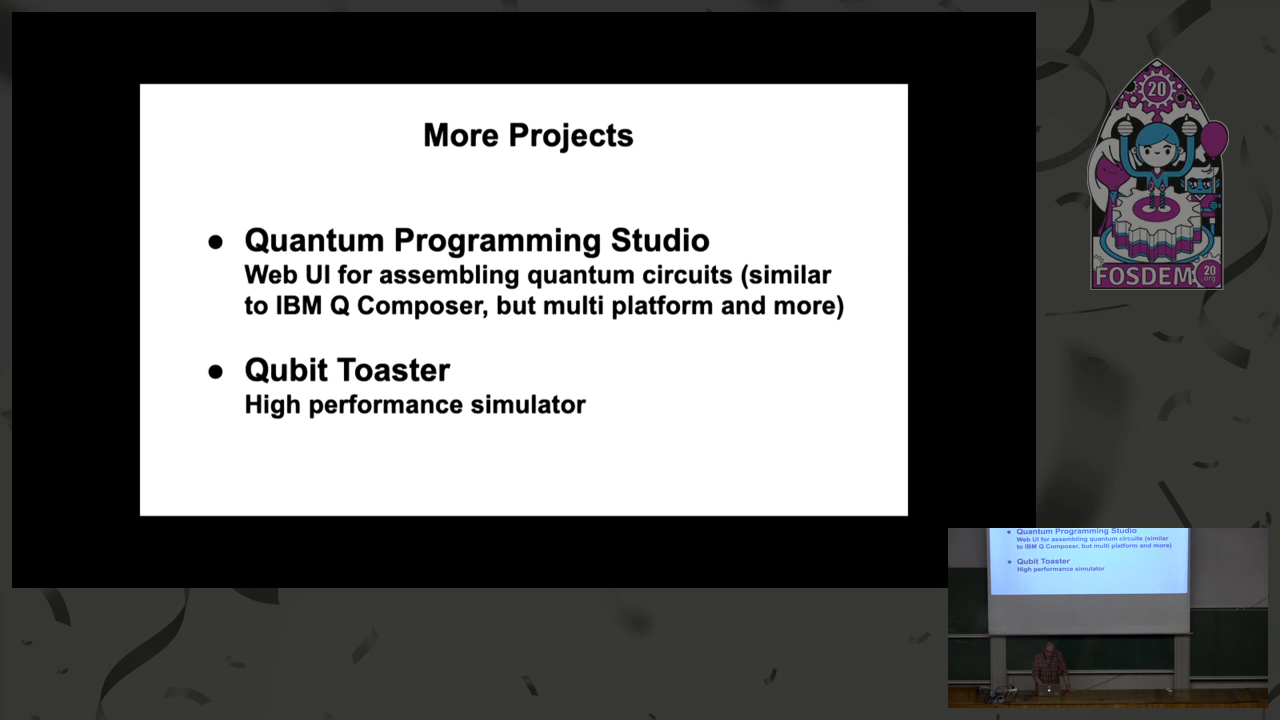 More Projects
● Quantum Programming Studio
Web UI for assembling quantum circuits (similar
to IBM Q Composer, but multi platform and more)
● Qubit Toaster
High performance simulator
20
FOSDEM 20
.org
Quantum Programming Studio
Web UI for assembling quantum circuits (similar
to IBM Q Composer, but multi platform and more)
● Qubit Toaster
High performance simulator